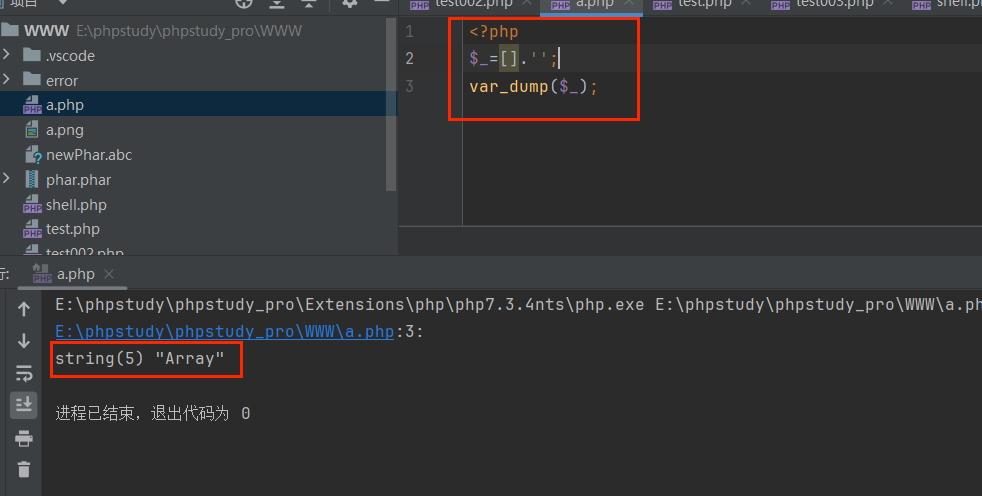 项目
test002.php
a.php
test.php
test003.php
shell.php
WWW E:\phpstudy\phpstudy_pro\WWW
.vscode
error
a.php
a.png
newPhar.abc
phar.phar
shell.php
test.php
test002.php
1 <?php
2 $_=[].'';
3 var_dump($_);
行: a.php
E:\phpstudy\phpstudy_pro\Extensions\php\php7.3.4nts\php.exe E:\phpstudy\phpstudy_pro\WWW\a.ph
E:\phpstudy\phpstudy_pro\WWW\a.php:3:
string(5) "Array"
进程已结束，退出代码为 0